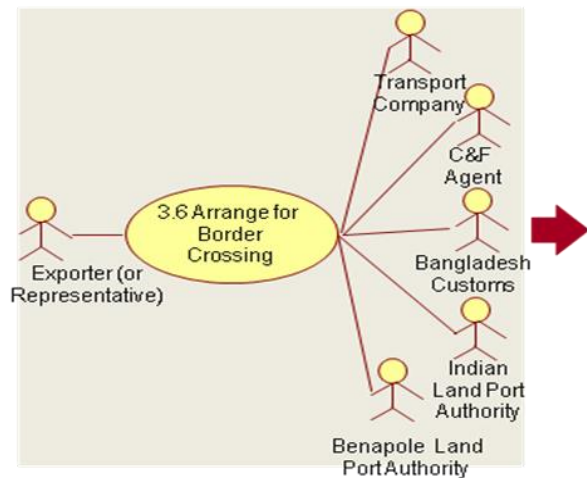 Transport
Company
C&F
Agent
3.6 Arrange for
Border
Crossing
Exporter (or
Representative)
Bangladesh
Customs
Indian
Land Port
Authority
Benapole Land
Port Authority